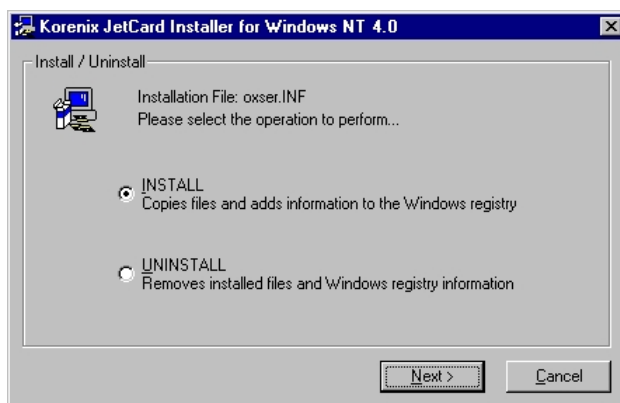 Korenix JetCard Installer for Windows NT 4.0
Install / Uninstall
Installation File: oxser.INF
Please select the operation to perform...
INSTALL
Copies files and adds information to the Windows registry
UNINSTALL
Removes installed files and Windows registry information
Next >
Cancel